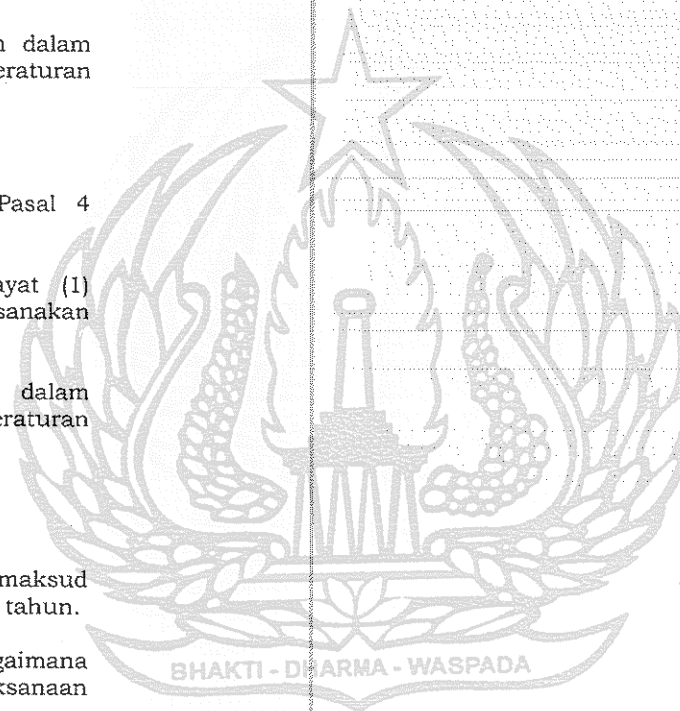 dalam
eraturan
Pasal 4
ayat (1)
sanakan
dalam
eraturan
maksud
tahun.
gaimana
ksanaan
BHAKTI - DHARMA - WASPADA